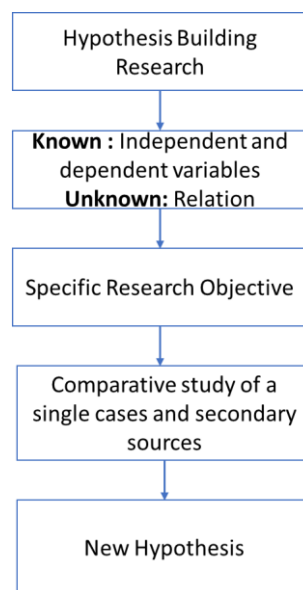 Hypothesis Building
Research
Known : Independent and
dependent variables
Unknown: Relation
Specific Research Objective
Comparative study of a
single cases and secondary
sources
New Hypothesis